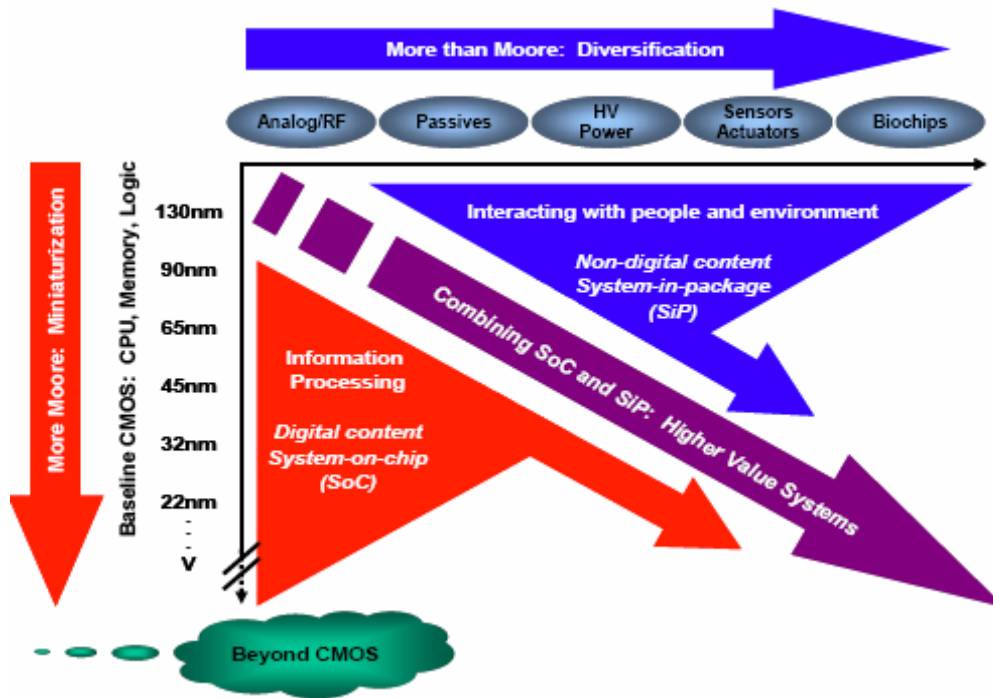 More than Moore: Diversification
Analog/RF
Passives
HV
Power
Sensors
Actuators
Biochips
More Moore: Miniaturization
Baseline CMOS: CPU, Memory, Logic
130nm
90nm
65nm
45nm
32nm
22nm
V
Interacting with people and environment
Non-digital content
System-in-package
(SiP)
Combining SoC and SiP: Higher Value Systems
Information
Processing
Digital content
System-on-chip
(SoC)
Beyond CMOS